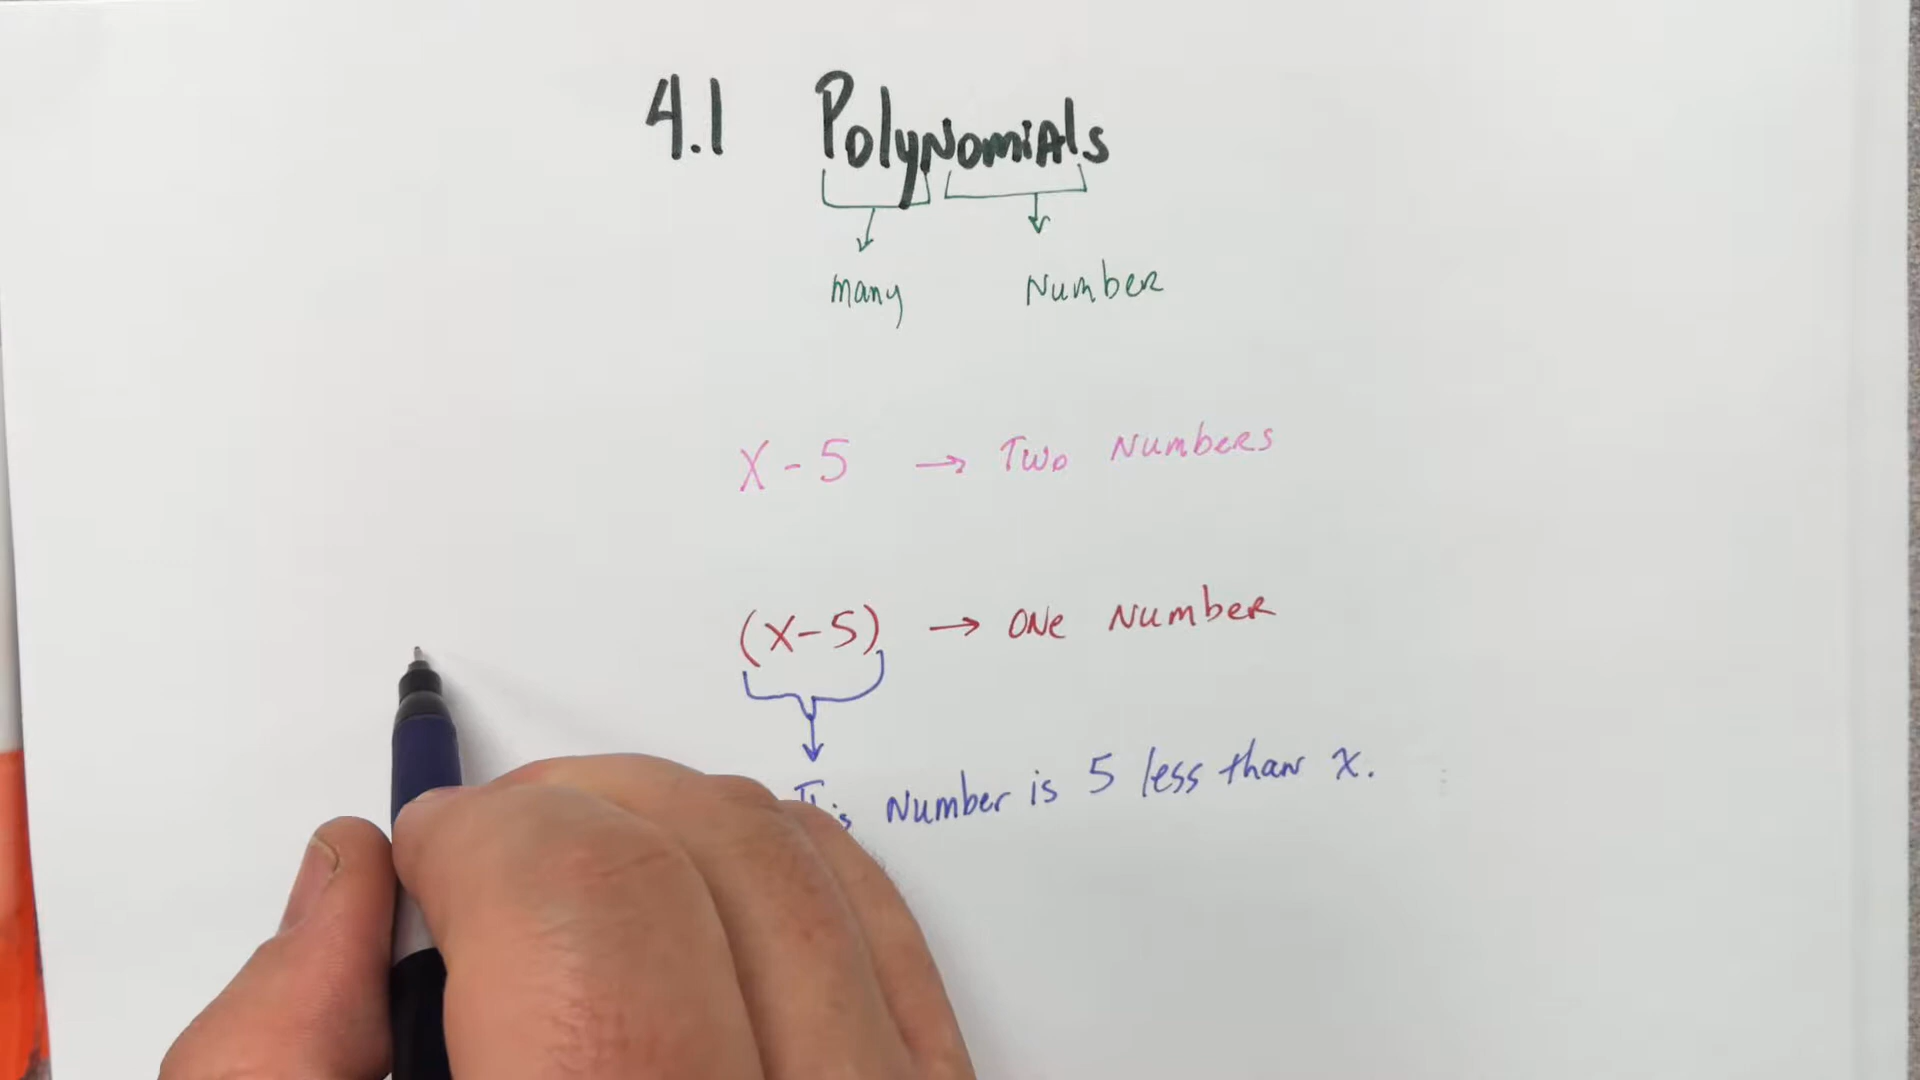 4.1 Polynomials
many Number
x - 5 → Two Numbers
(x - 5) → ONe Number
Number is 5 less than x.